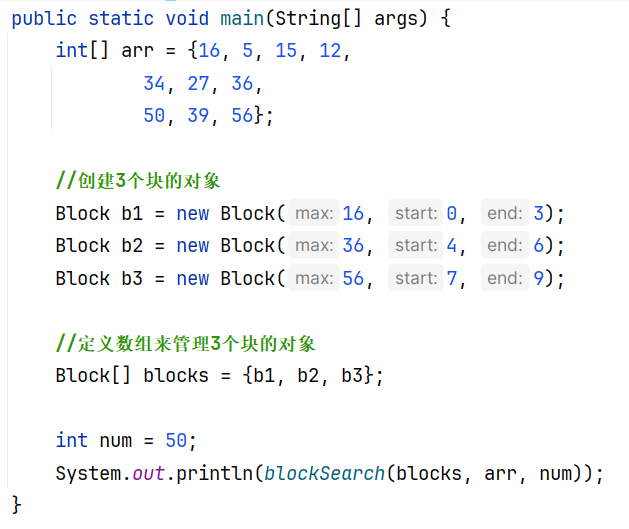 public static void main(String[] args) {
    int[] arr = {16, 5, 15, 12,
            34, 27, 36,
            50, 39, 56};
    //创建3个块的对象
    Block b1 = new Block( max: 16, start: 0, end: 3);
    Block b2 = new Block( max: 36, start: 4, end: 6);
    Block b3 = new Block( max: 56, start: 7, end: 9);
    //定义数组来管理3个块的对象
    Block[] blocks = {b1, b2, b3};
    int num = 50;
    System.out.println(blockSearch(blocks, arr, num));
}